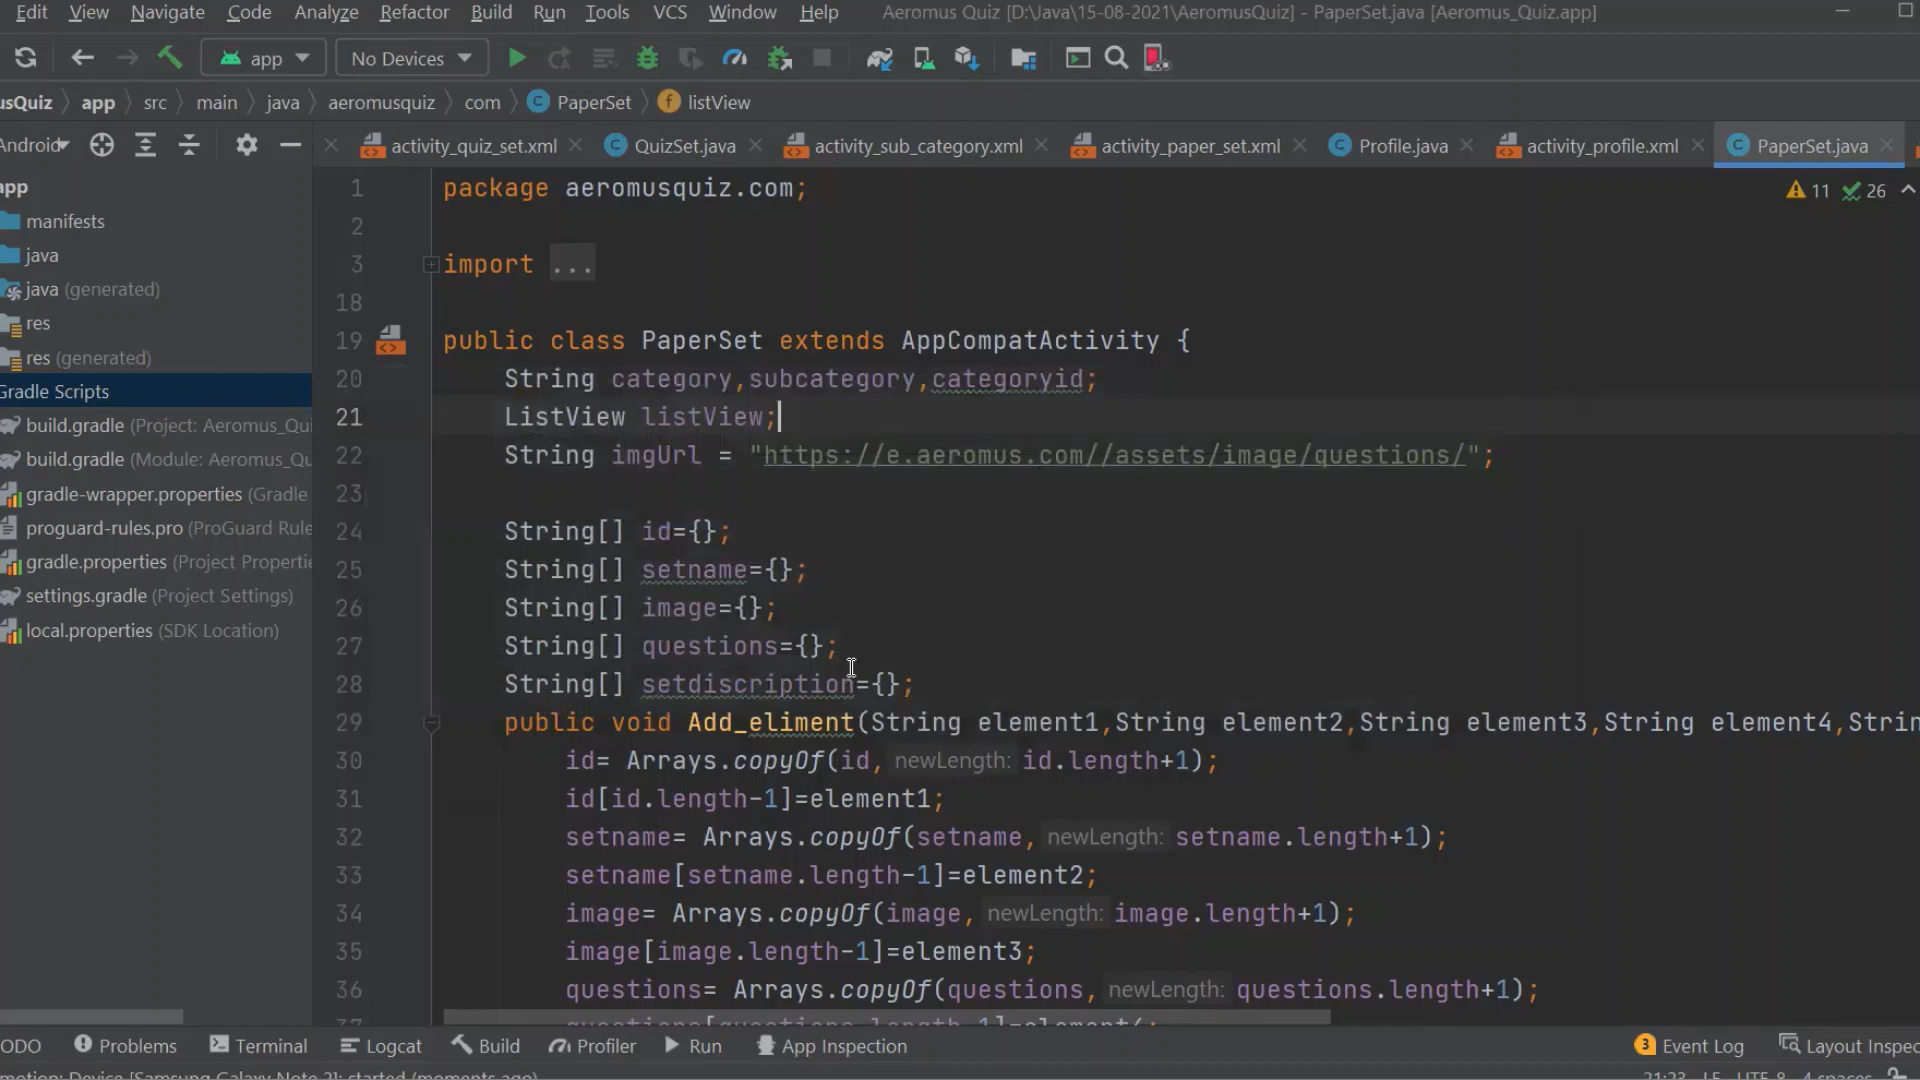 Edit View Navigate Code Analyze Refactor Build Run Tools VCS Window Help Aeromus Quiz [D:\Java\15-08-2021\AeromusQuiz] - PaperSet.java [Aeromus_Quiz.app]
app No Devices
usQuiz app src main java aeromusquiz com C PaperSet f listView
Android activity_quiz_set.xml C QuizSet.java activity_sub_category.xml activity_paper_set.xml C Profile.java activity_profile.xml C PaperSet.java
app
manifests
java
java (generated)
res
res (generated)
Gradle Scripts
build.gradle (Project: Aeromus_Qui
build.gradle (Module: Aeromus_Qu
gradle-wrapper.properties (Gradle
proguard-rules.pro (ProGuard Rule
gradle.properties (Project Properti
settings.gradle (Project Settings)
local.properties (SDK Location)
11 26
1 package aeromusquiz.com;
2
3 import ...
18
19 public class PaperSet extends AppCompatActivity {
20 String category,subcategory,categoryid;
21 ListView listView;
22 String imgUrl = "https://e.aeromus.com//assets/image/questions/";
23
24 String[] id={};
25 String[] setname={};
26 String[] image={};
27 String[] questions={};
28 String[] setdiscription={};
29 public void Add_eliment(String element1,String element2,String element3,String element4,Strin
30 id= Arrays.copyOf(id, newLength: id.length+1);
31 id[id.length-1]=element1;
32 setname= Arrays.copyOf(setname, newLength: setname.length+1);
33 setname[setname.length-1]=element2;
34 image= Arrays.copyOf(image, newLength: image.length+1);
35 image[image.length-1]=element3;
36 questions= Arrays.copyOf(questions, newLength: questions.length+1);
ODO Problems Terminal Logcat Build Profiler Run App Inspection 3 Event Log Layout Inspec